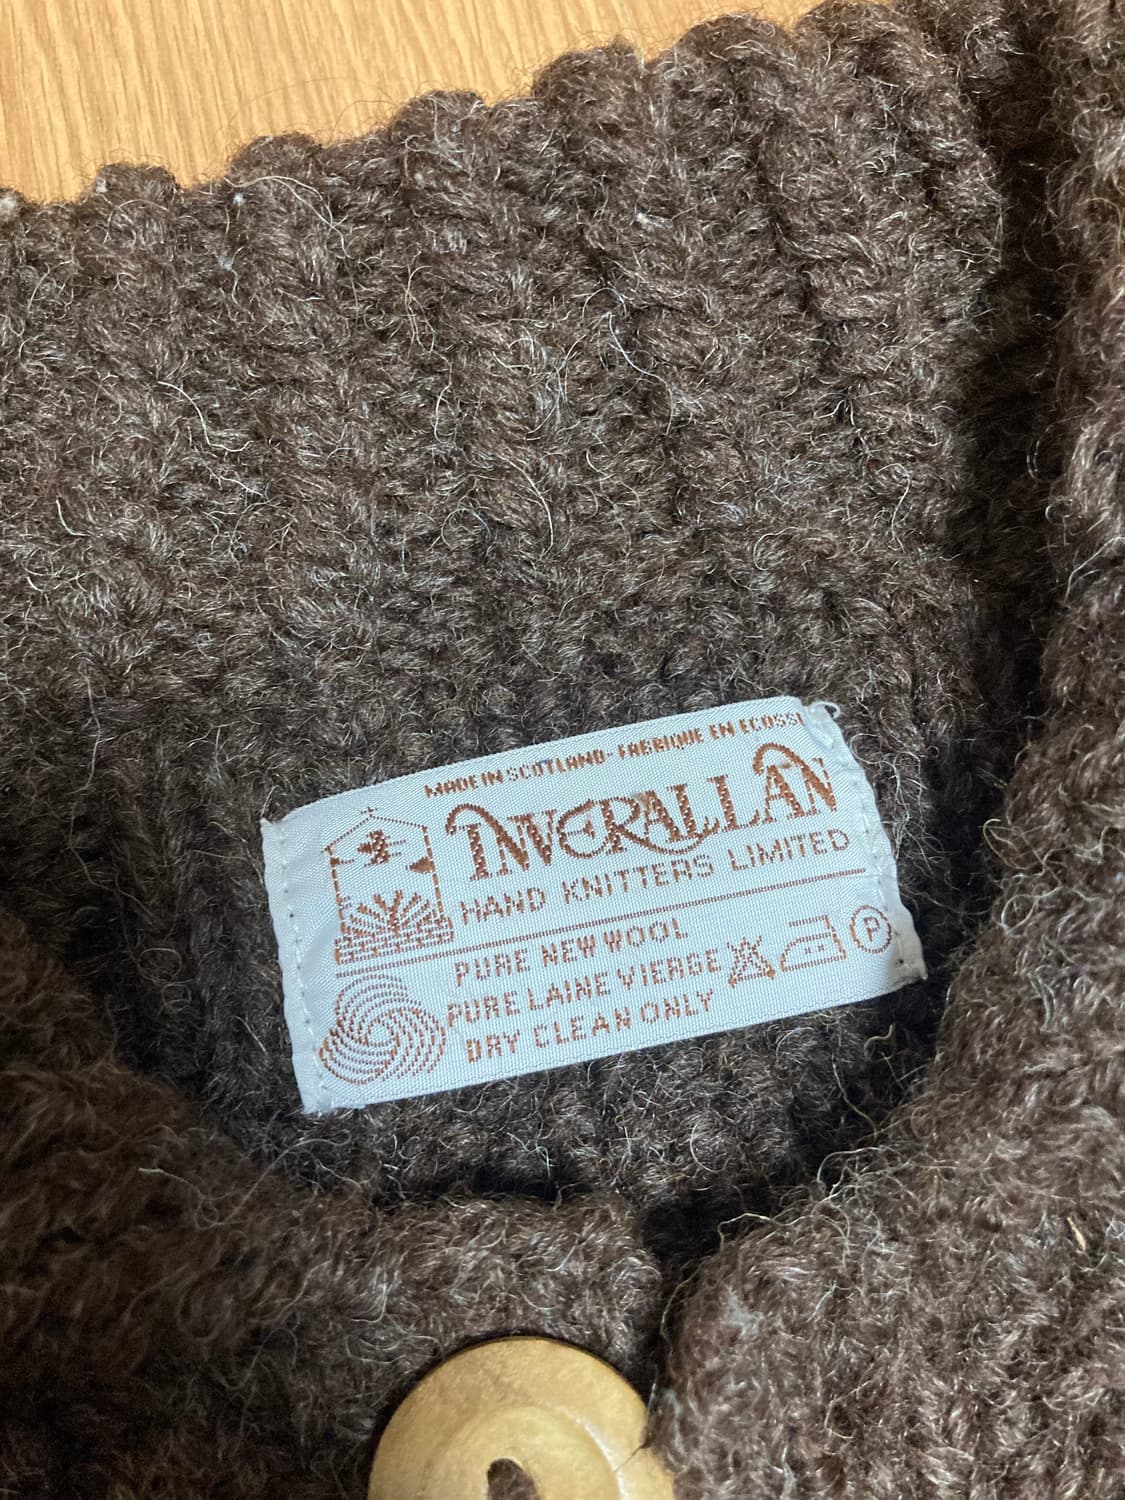 MADE IN SCOTLAND - FABRIQUE EN ECOSSE
INVERALLAN
HAND KNITTERS LIMITED
PURE NEW WOOL
PURE LAINE VIERGE
DRY CLEAN ONLY
P